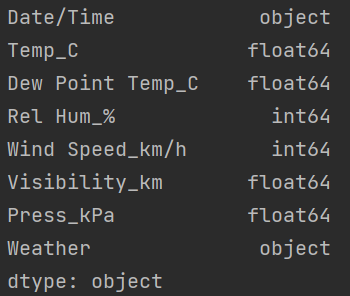 Date/Time object
Temp_C float64
Dew Point Temp_C float64
Rel Hum_% int64
Wind Speed_km/h int64
Visibility_km float64
Press_kPa float64
Weather object
dtype: object